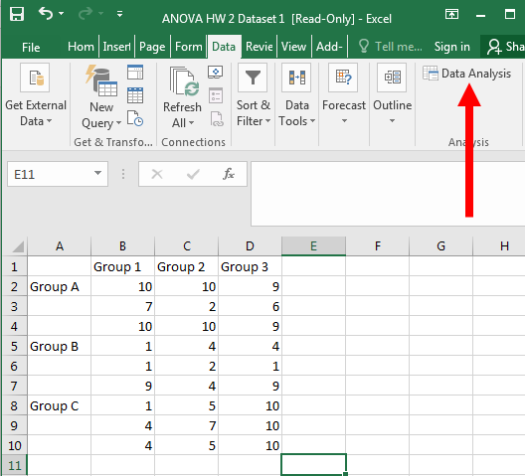 ANOVA HW 2 Dataset 1 [Read-Only] - Excel
File Hom Insert Page Form Data Revie View Add- Tell me... Sign in Sha
Get External Data
New Query
Refresh All
Sort & Filter
Data Tools
Forecast
Outline
Data Analysis
Get & Transfo... Connections Analysis
E11 fx
A B C D E F G H
1 Group 1 Group 2 Group 3
2 Group A 10 10 9
3 7 2 6
4 10 10 9
5 Group B 1 4 4
6 1 2 1
7 9 4 9
8 Group C 1 5 10
9 4 7 10
10 4 5 10
11